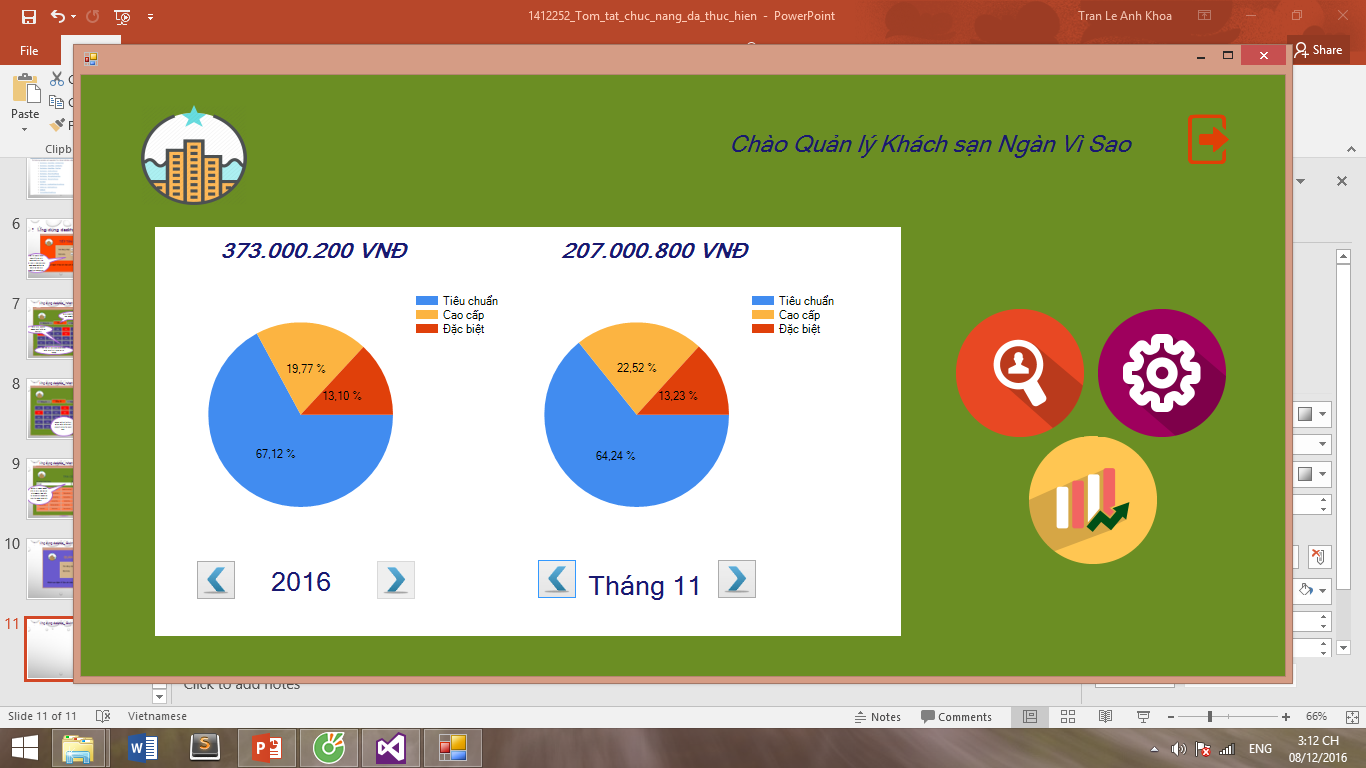 1412252_Tom_tat_chuc_nang_da_thuc_hien - PowerPoint
Tran Le Anh Khoa
File
Share
Paste
Clipb
Chào Quản lý Khách sạn Ngàn Vì Sao
373.000.200 VNĐ
207.000.800 VNĐ
Tiêu chuẩn
Cao cấp
Đặc biệt
Tiêu chuẩn
Cao cấp
Đặc biệt
19,77 %
13,10 %
67,12 %
22,52 %
13,23 %
64,24 %
2016
Tháng 11
6
7
8
9
10
11
Click to add notes
Slide 11 of 11
Vietnamese
Notes
Comments
66%
ENG
3:12 CH
08/12/2016